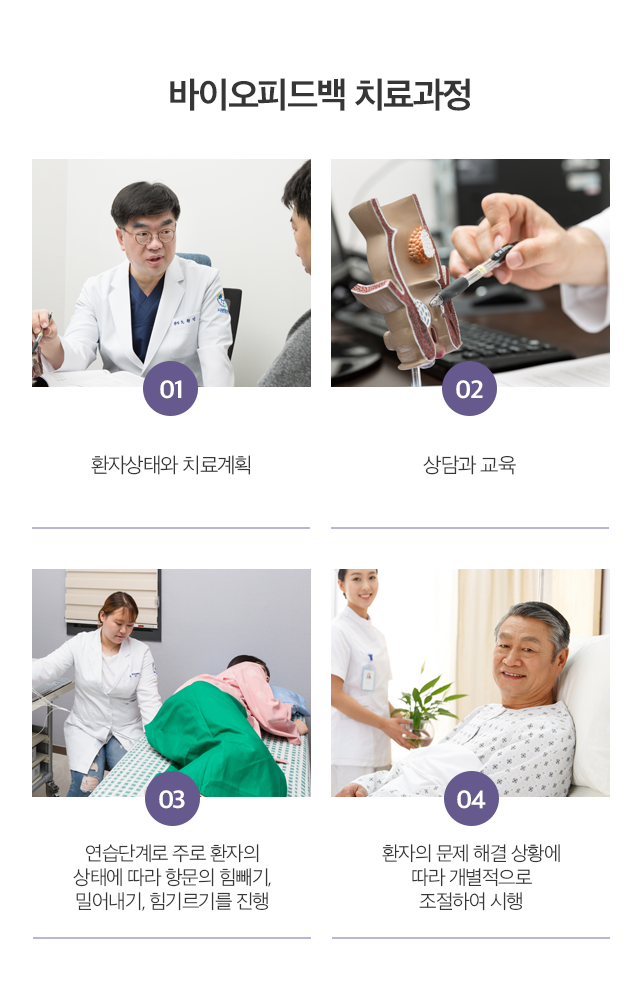 바이오피드백 치료과정
01
02
환자상태와 치료계획
상담과 교육
03
04
연습단계로 주로 환자의
상태에 따라 항문의 힘빼기,
밀어내기, 힘기르기를 진행
환자의 문제 해결 상황에
따라 개별적으로
조절하여 시행